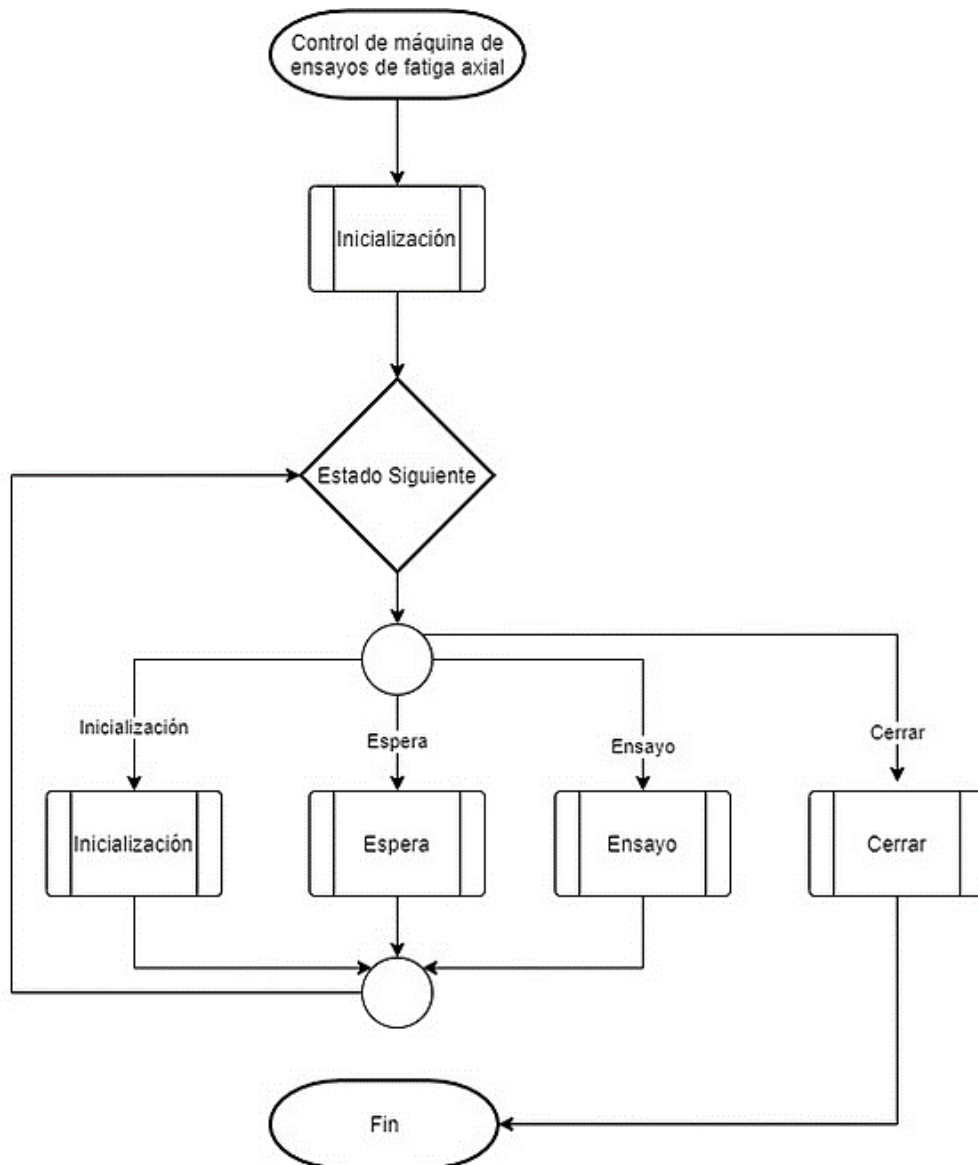 Control de máquina de
ensayos de fatiga axial
Inicialización
Estado Siguiente
Inicialización
Espera
Ensayo
Cerrar
Inicialización
Espera
Ensayo
Cerrar
Fin